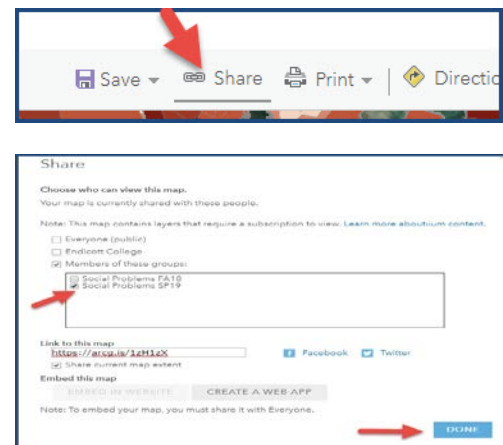 Save Share Print Directic
Share
Choose who can view this map.
Your map is currently shared with these people.
Note: This map contains layers that require a subscription to view. Learn more aboutiium content.
Everyone (public)
Endicott College
Members of these groups:
Social Problems FA18
Social Problems SP19
Link to this map
https://arcg.is/1zH1zX Facebook Twitter
Share current map extent
Embed this map
EMBED IN WEBSITE CREATE A WEB APP
Note: To embed your map, you must share it with Everyone.
DONE